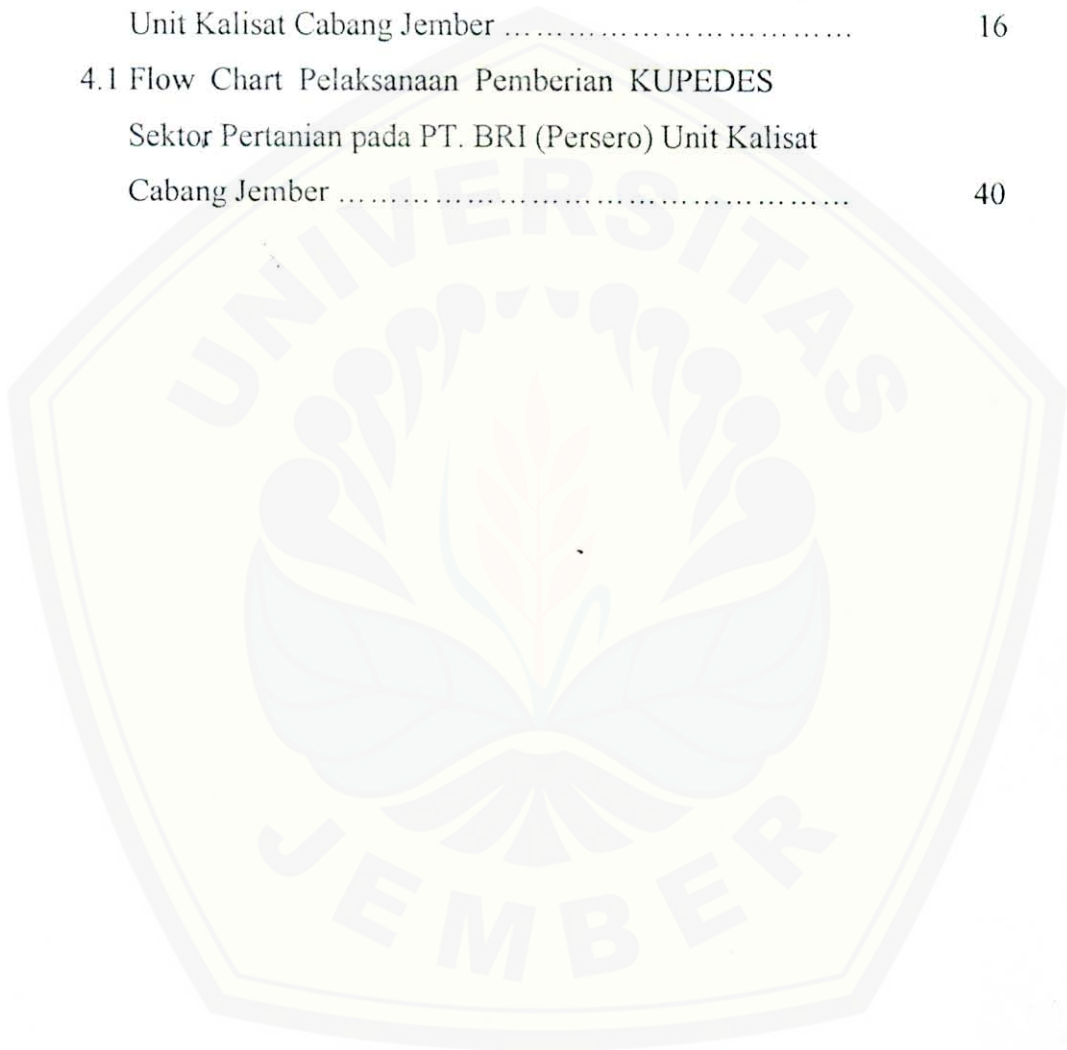 Unit Kalisat Cabang Jember ........................................ 16
4.1 Flow Chart Pelaksanaan Pemberian KUPEDES
Sektor Pertanian pada PT. BRI (Persero) Unit Kalisat
Cabang Jember ........................................................... 40
UNIVERSITAS
JEMBER